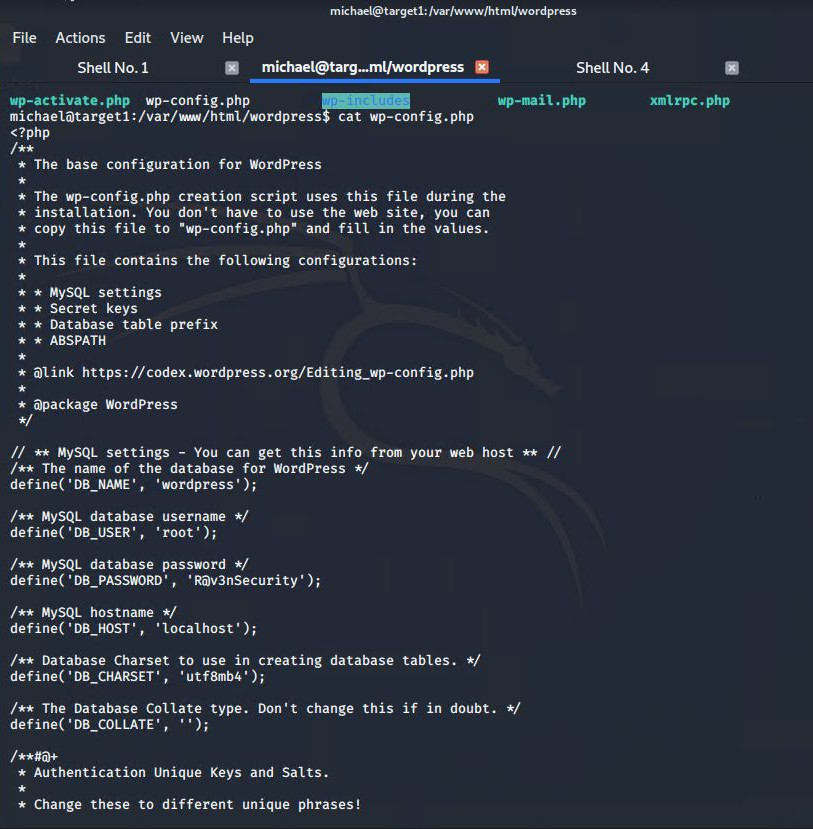 michael@target1:/var/www/html/wordpress
File Actions Edit View Help
Shell No. 1 michael@targ...ml/wordpress Shell No. 4
wp-activate.php wp-config.php wp-includes wp-mail.php xmlrpc.php
michael@target1:/var/www/html/wordpress$ cat wp-config.php
<?php
/**
 * The base configuration for WordPress
 *
 * The wp-config.php creation script uses this file during the
 * installation. You don't have to use the web site, you can
 * copy this file to "wp-config.php" and fill in the values.
 *
 * This file contains the following configurations:
 *
 * * MySQL settings
 * * Secret keys
 * * Database table prefix
 * * ABSPATH
 *
 * @link https://codex.wordpress.org/Editing_wp-config.php
 *
 * @package WordPress
 */

// ** MySQL settings - You can get this info from your web host ** //
/** The name of the database for WordPress */
define('DB_NAME', 'wordpress');

/** MySQL database username */
define('DB_USER', 'root');

/** MySQL database password */
define('DB_PASSWORD', 'R@v3nSecurity');

/** MySQL hostname */
define('DB_HOST', 'localhost');

/** Database Charset to use in creating database tables. */
define('DB_CHARSET', 'utf8mb4');

/** The Database Collate type. Don't change this if in doubt. */
define('DB_COLLATE', '');

/**#@+
 * Authentication Unique Keys and Salts.
 *
 * Change these to different unique phrases!